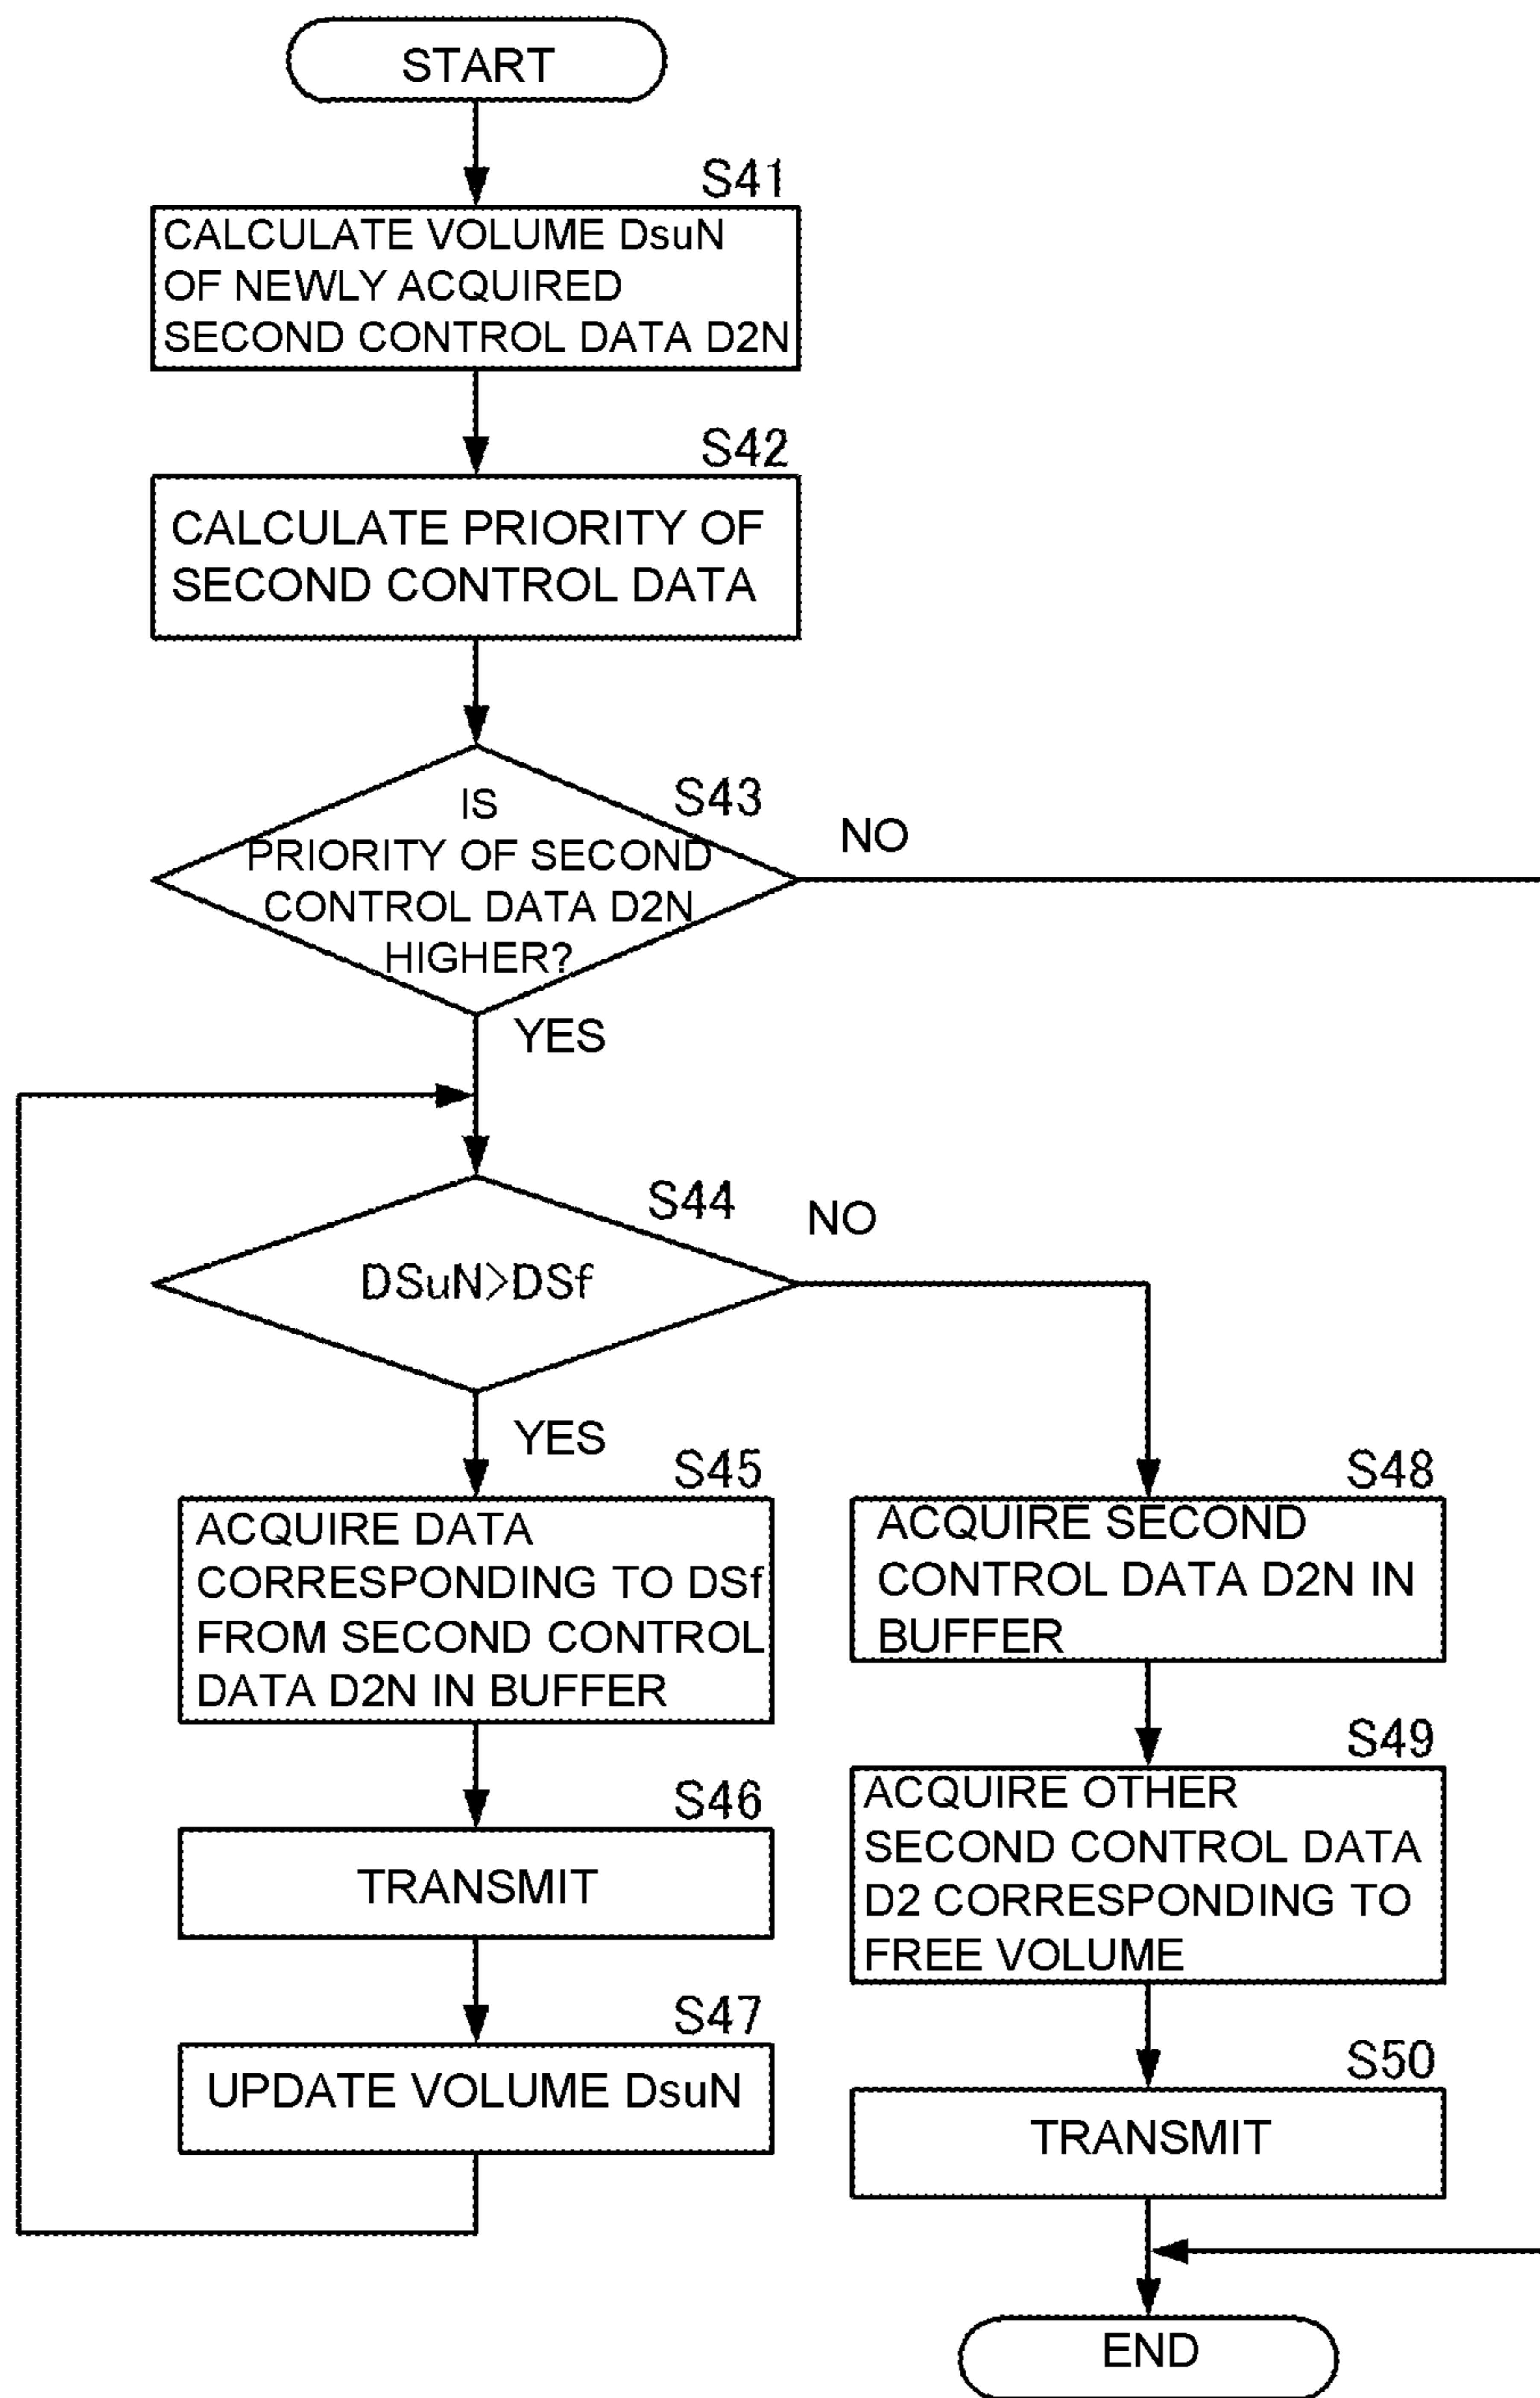 START
S41
CALCULATE VOLUME DsuN
OF NEWLY ACQUIRED
SECOND CONTROL DATA D2N
S42
CALCULATE PRIORITY OF
SECOND CONTROL DATA
S43
IS
PRIORITY OF SECOND
CONTROL DATA D2N
HIGHER?
NO
YES
S44
DSuN>DSf
NO
YES
S45
ACQUIRE DATA
CORRESPONDING TO DSf
FROM SECOND CONTROL
DATA D2N IN BUFFER
S46
TRANSMIT
S47
UPDATE VOLUME DsuN
S48
ACQUIRE SECOND
CONTROL DATA D2N IN
BUFFER
S49
ACQUIRE OTHER
SECOND CONTROL DATA
D2 CORRESPONDING TO
FREE VOLUME
S50
TRANSMIT
END